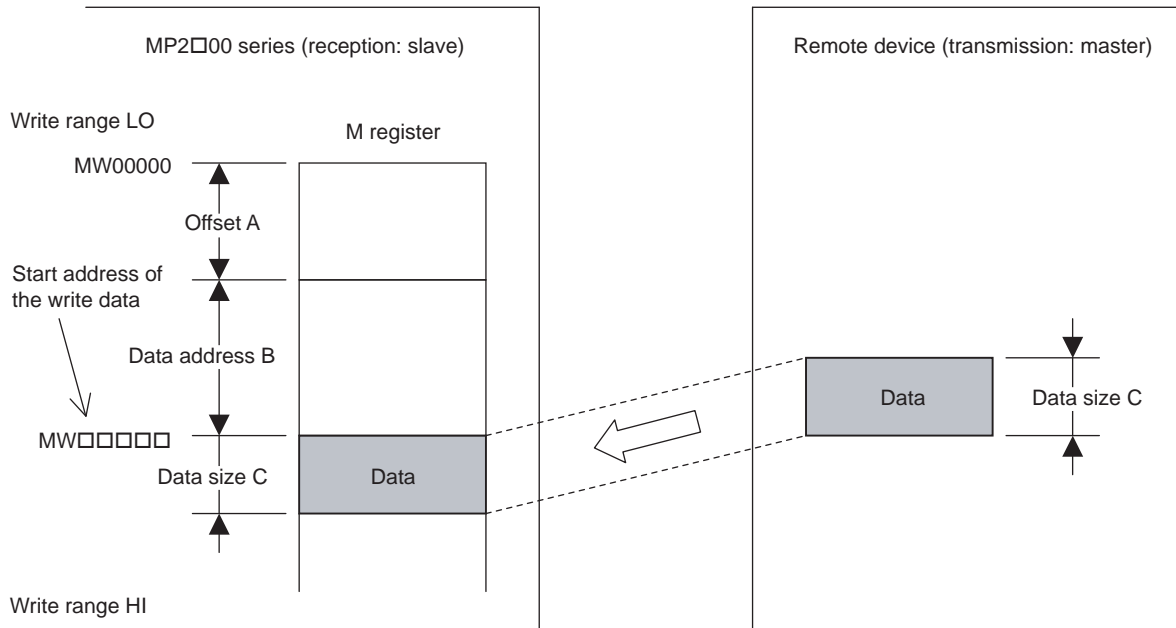 MP2□00 series (reception: slave)
Remote device (transmission: master)
Write range LO
M register
MW00000
Offset A
Start address of
the write data
Data address B
Data
Data size C
MW□□□□□
Data size C
Data
Write range HI